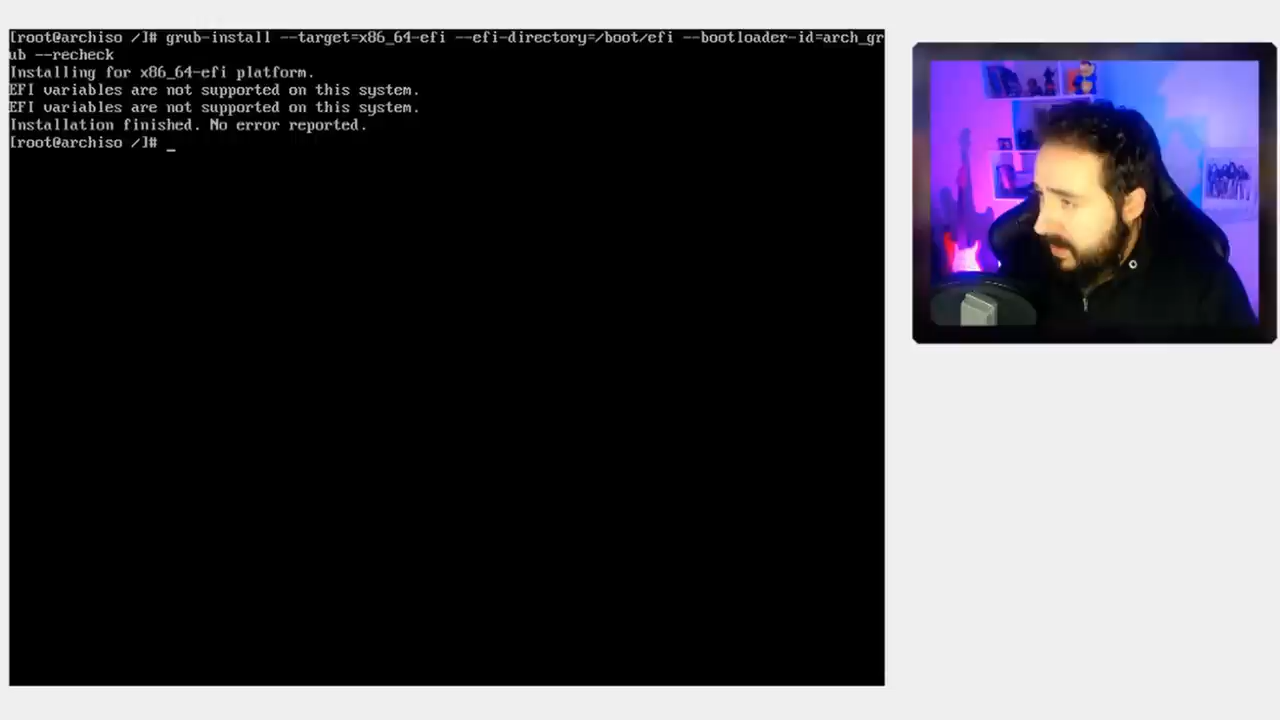 [root@archiso /]# grub-install --target=x86_64-efi --efi-directory=/boot/efi --bootloader-id=arch_gr
ub --recheck
Installing for x86_64-efi platform.
EFI variables are not supported on this system.
EFI variables are not supported on this system.
Installation finished. No error reported.
[root@archiso /]# _